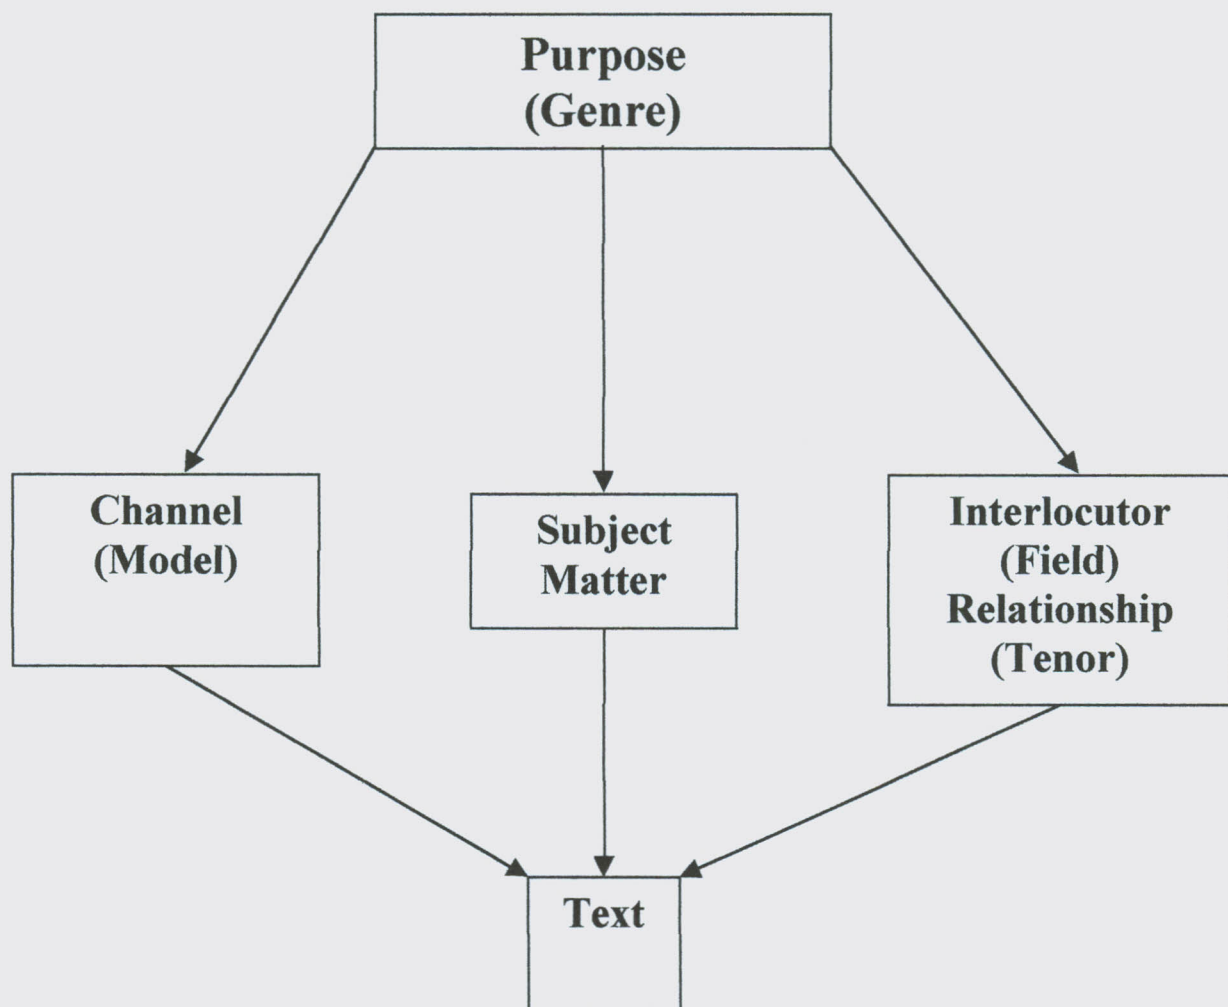 Purpose
(Genre)
Channel
(Model)
Subject
Matter
Interlocutor
(Field)
Relationship
(Tenor)
Text